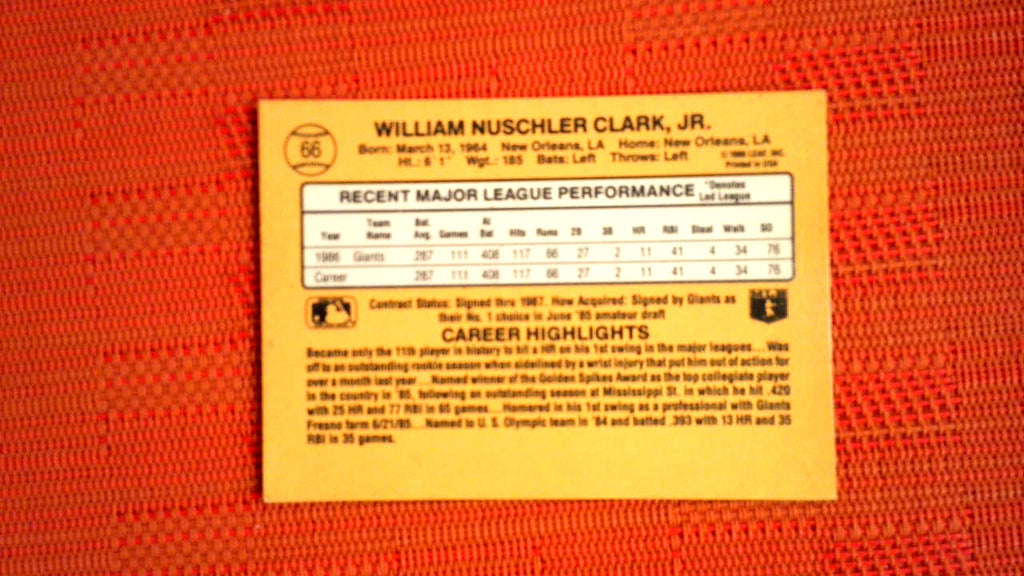 66
WILLIAM NUSCHLER CLARK, JR.
Born: March 13, 1964 New Orleans, LA Home: New Orleans, LA
Ht.: 6'1" Wgt.: 185 Bats: Left Throws: Left
© 1986 LEAF, INC.
Printed in USA
RECENT MAJOR LEAGUE PERFORMANCE *Denotes Led League
Year Team Name Bat. Avg. Games At Bat Hits Runs 2B 3B HR RBI Steal Walk SO
1986 Giants .287 111 408 117 66 27 2 11 41 4 34 76
Career .287 111 408 117 66 27 2 11 41 4 34 76
Contract Status: Signed thru 1987. How Acquired: Signed by Giants as
their No. 1 choice in June '85 amateur draft
CAREER HIGHLIGHTS
Became only the 11th player in history to hit a HR on his 1st swing in the major leagues... Was
off to an outstanding rookie season when sidelined by a wrist injury that put him out of action for
over a month last year... Named winner of the Golden Spikes Award as the top collegiate player
in the country in '85, following an outstanding season at Mississippi St. in which he hit .420
with 25 HR and 77 RBI in 65 games... Homered in his 1st swing as a professional with Giants
Fresno farm 6/21/85... Named to U. S. Olympic team in '84 and batted .393 with 13 HR and 35
RBI in 35 games.